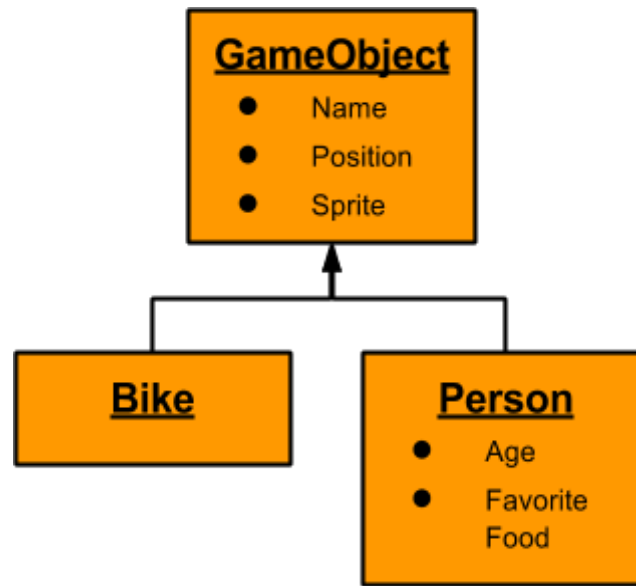 GameObject
● Name
● Position
● Sprite
Bike
Person
● Age
● Favorite
Food